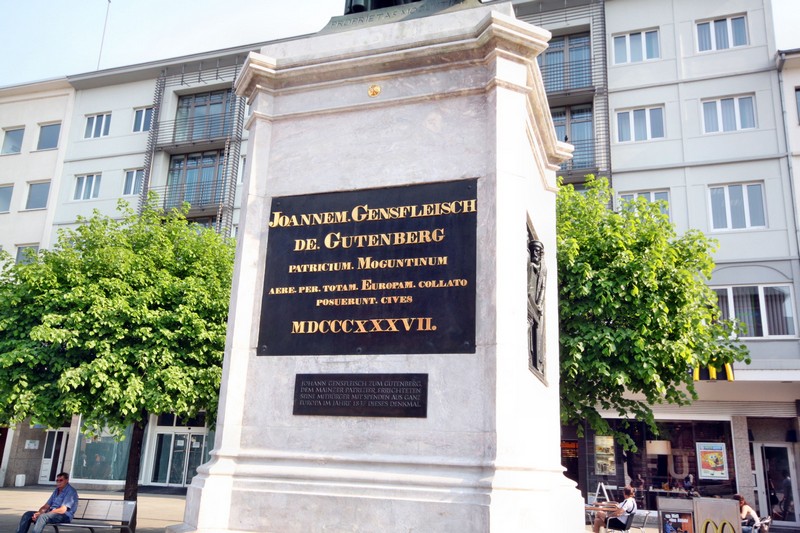 PROPRIETA
JOANNEM. GENSFLEISCH
DE. GUTENBERG
PATRICIUM. MOGUNTINUM
AERE. PER. TOTAM. EUROPAM. COLLATO
POSUERUNT. CIVES
MDCCCXXXVII.
JOHANN GENSFLEISCH ZUM GUTENBERG,
DEM MAINZER PATRIZIER, ERRICHTETEN
SEINE MITBÜRGER MIT SPENDEN AUS GANZ
EUROPA IM JAHRE 1837 DIESES DENKMAL